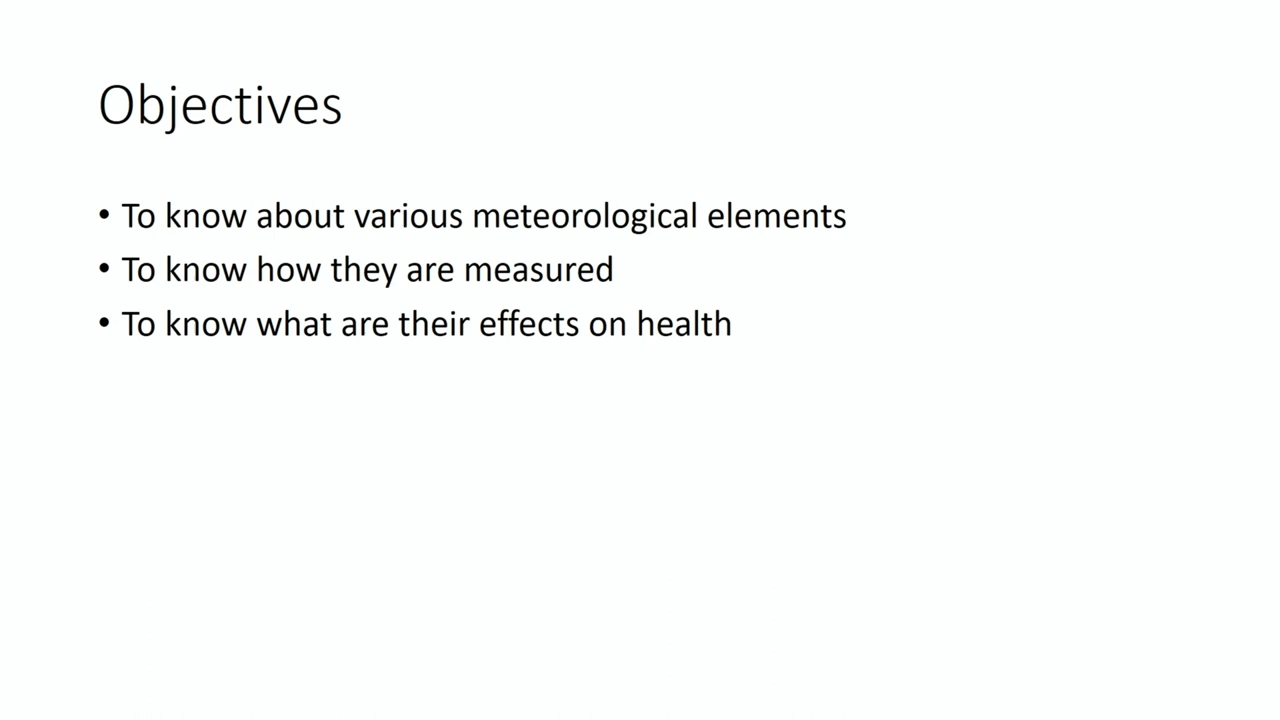 Objectives
• To know about various meteorological elements
• To know how they are measured
• To know what are their effects on health